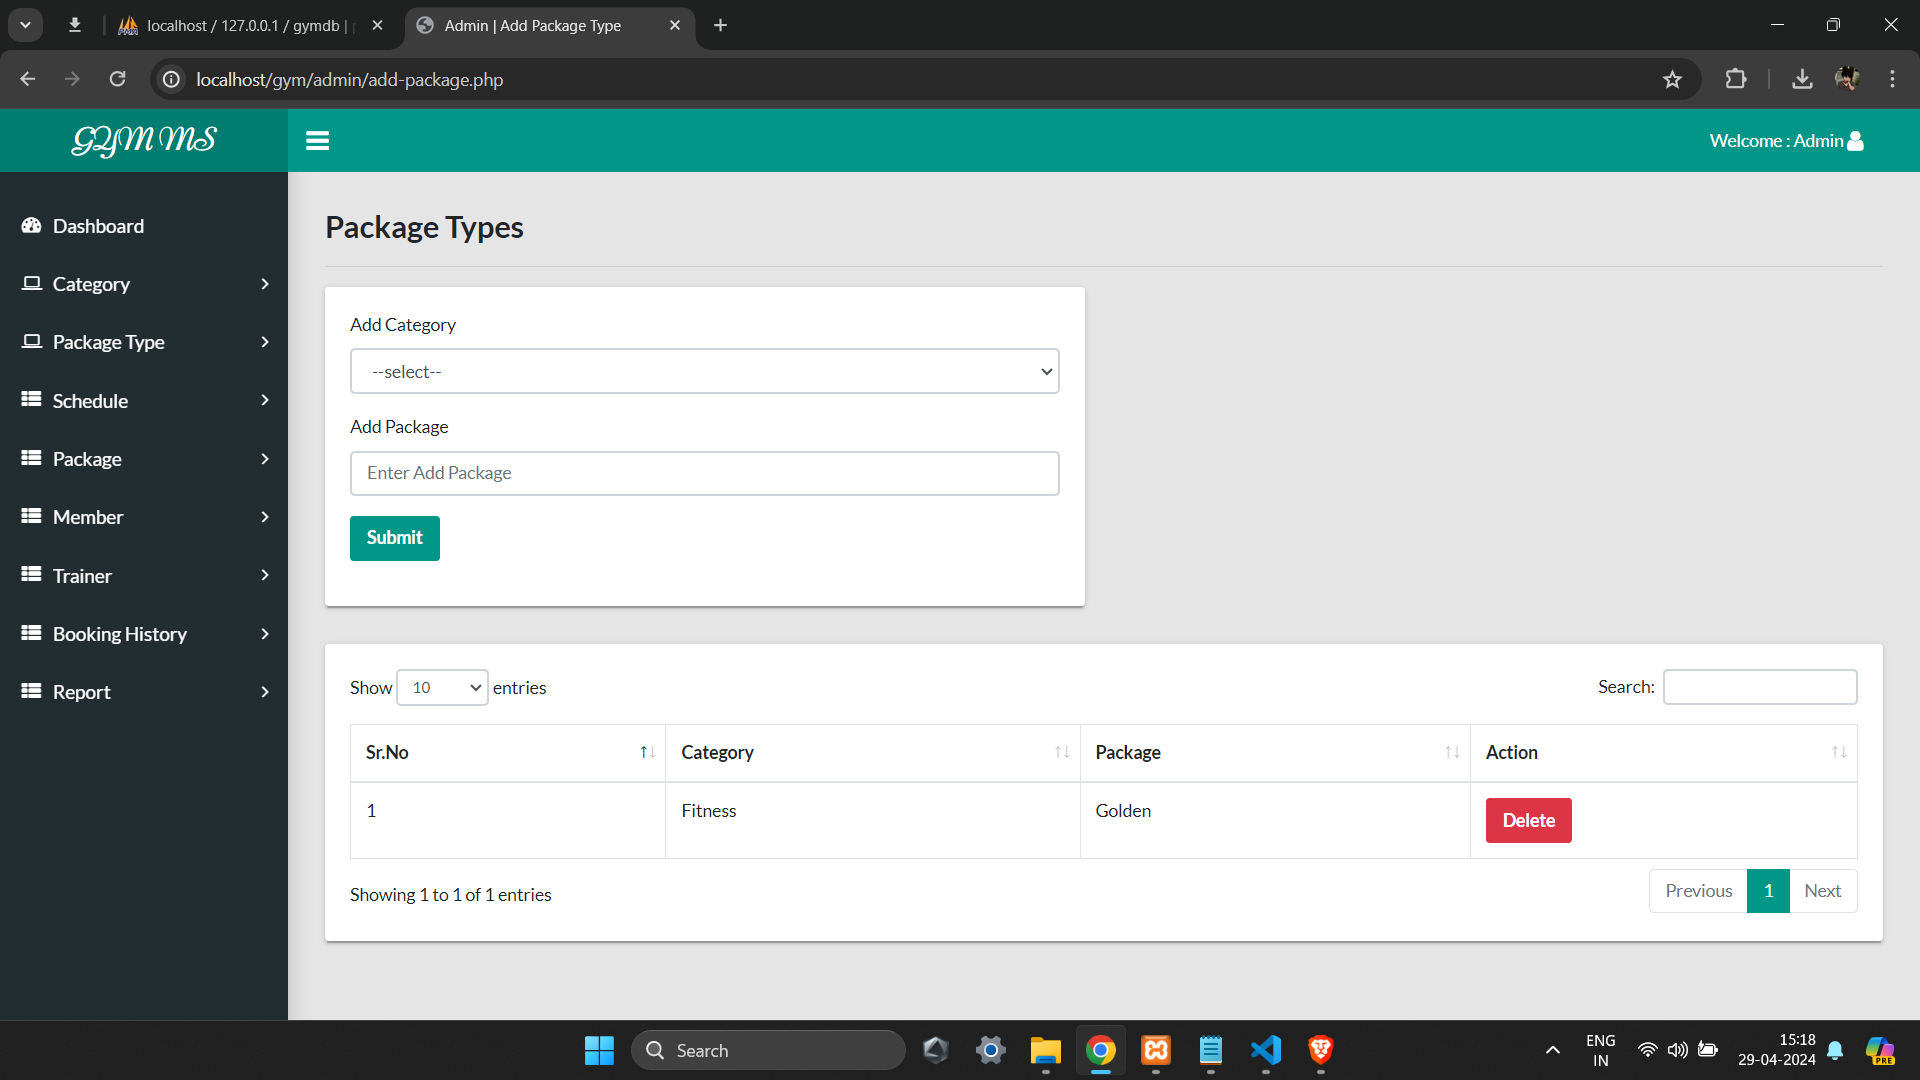 localhost / 127.0.0.1 / gymdb |
Admin | Add Package Type
localhost/gym/admin/add-package.php
GYM MS
Welcome : Admin
Dashboard
Category
Package Type
Schedule
Package
Member
Trainer
Booking History
Report
Package Types
Add Category
--select--
Add Package
Enter Add Package
Submit
Show 10 entries
Search:
Sr.No Category Package Action
1 Fitness Golden Delete
Showing 1 to 1 of 1 entries
Previous 1 Next
Search
ENG
IN
15:18
29-04-2024
PRE